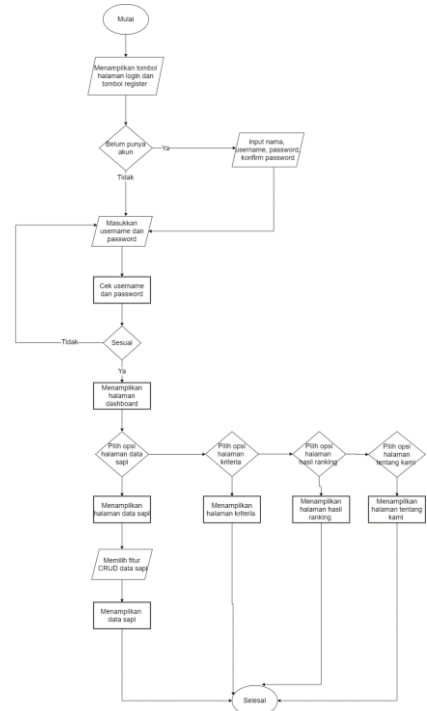 Mulai
Menampilkan tombol
halaman login dan
tombol register
Belum punya
akun
Ya
Input nama,
username, password,
konfirm password
Tidak
Masukkan
username dan
password
Cek username
dan password
Tidak
Sesuai
Ya
Menampilkan
halaman
dashboard
Pilih opsi
halaman data
sapi
Pilih opsi
halaman
kriteria
Pilih opsi
halaman
hasil ranking
Pilih opsi
halaman
tentang kami
Menampilkan
halaman data sapi
Menampilkan
halaman kriteria
Menampilkan
halaman hasil
ranking
Menampilkan
halaman tentang
kami
Memilih fitur
CRUD data sapi
Menampilkan
data sapi
Selesai